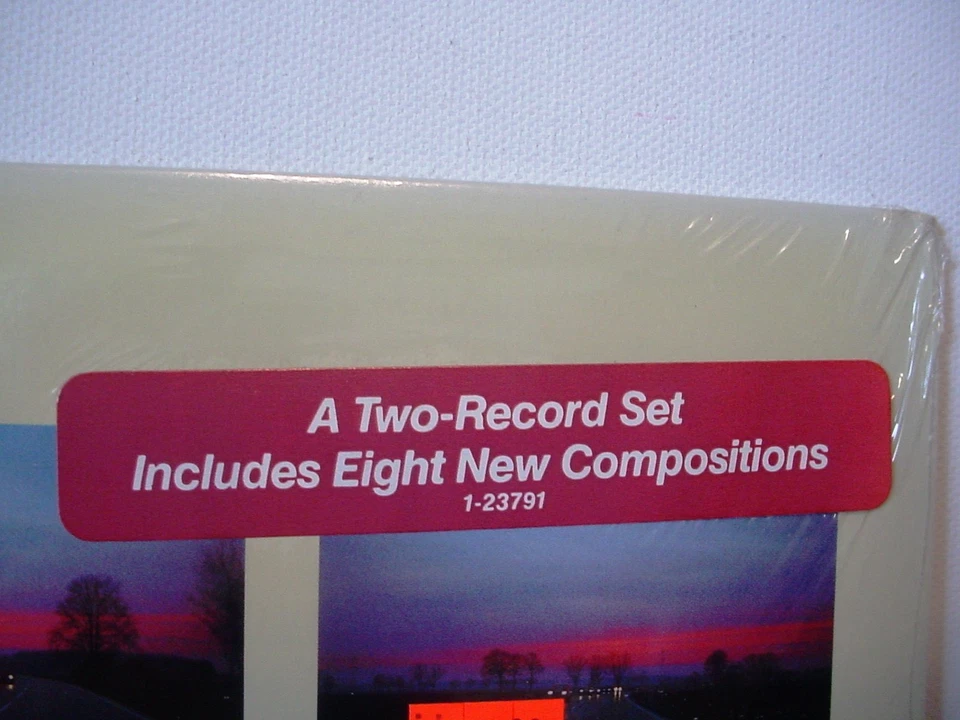 A Two-Record Set
Includes Eight New Compositions
1-23791